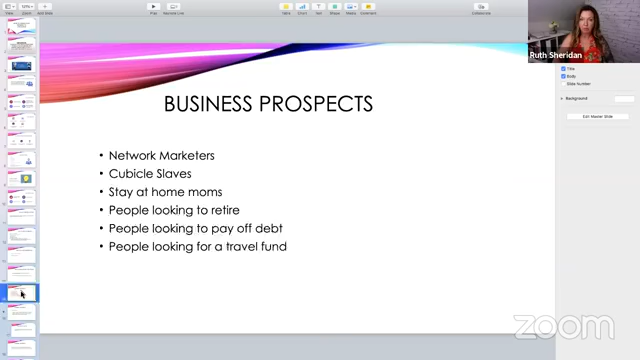 Ruth Sheridan
Title
Body
Slide Number
Background
Edit Master Slide
BUSINESS PROSPECTS
• Network Marketers
• Cubicle Slaves
• Stay at home moms
• People looking to retire
• People looking to pay off debt
• People looking for a travel fund
zoom